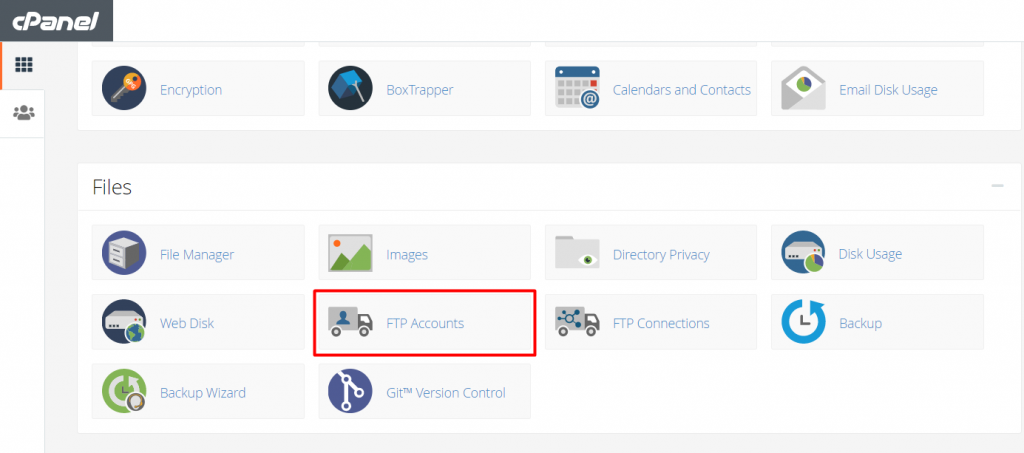 cPanel
Encryption
BoxTrapper
Calendars and Contacts
Email Disk Usage
Files
File Manager
Images
Directory Privacy
Disk Usage
Web Disk
FTP Accounts
FTP Connections
Backup
Backup Wizard
Git™ Version Control